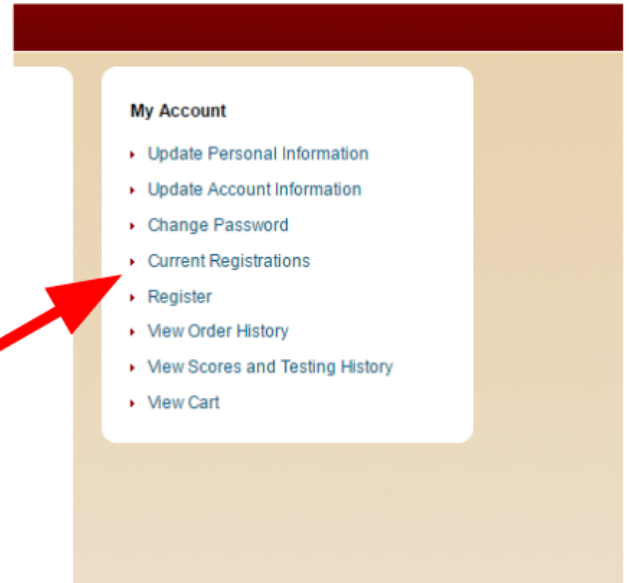 My Account
Update Personal Information
Update Account Information
Change Password
Current Registrations
Register
View Order History
View Scores and Testing History
View Cart